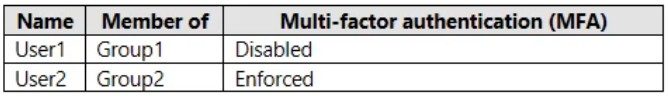 Name Member of Multi-factor authentication (MFA)
User1 Group1 Disabled
User2 Group2 Enforced